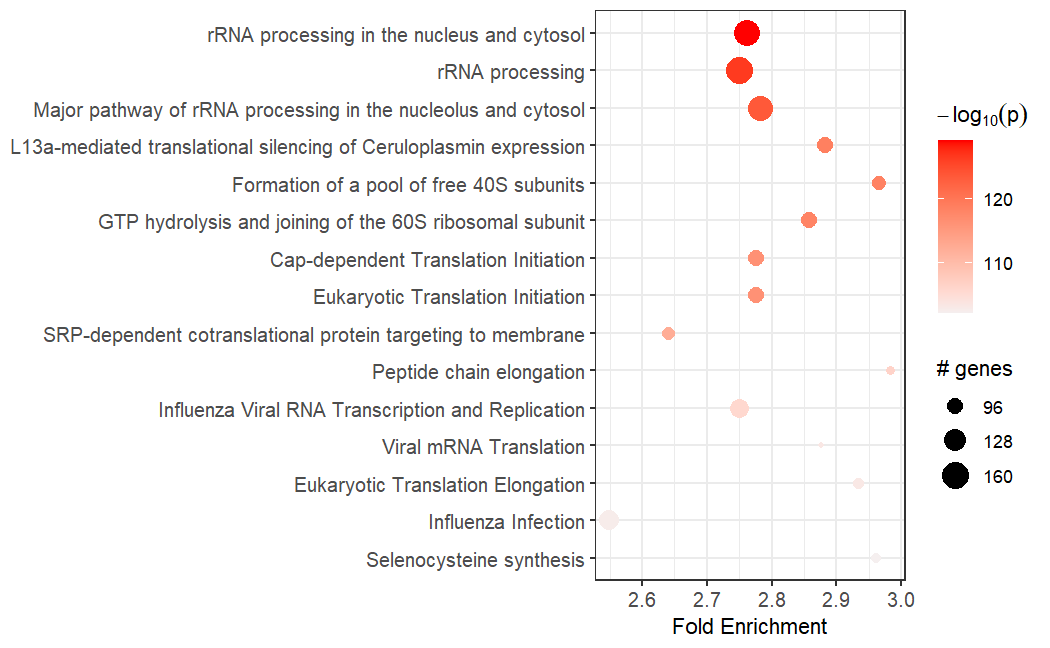 rRNA processing in the nucleus and cytosol
rRNA processing
Major pathway of rRNA processing in the nucleolus and cytosol
L13a-mediated translational silencing of Ceruloplasmin expression
Formation of a pool of free 40S subunits
GTP hydrolysis and joining of the 60S ribosomal subunit
Cap-dependent Translation Initiation
Eukaryotic Translation Initiation
SRP-dependent cotranslational protein targeting to membrane
Peptide chain elongation
Influenza Viral RNA Transcription and Replication
Viral mRNA Translation
Eukaryotic Translation Elongation
Influenza Infection
Selenocysteine synthesis
2.6 2.7 2.8 2.9 3.0
Fold Enrichment
−log₁₀(p)
120
110
# genes
96
128
160